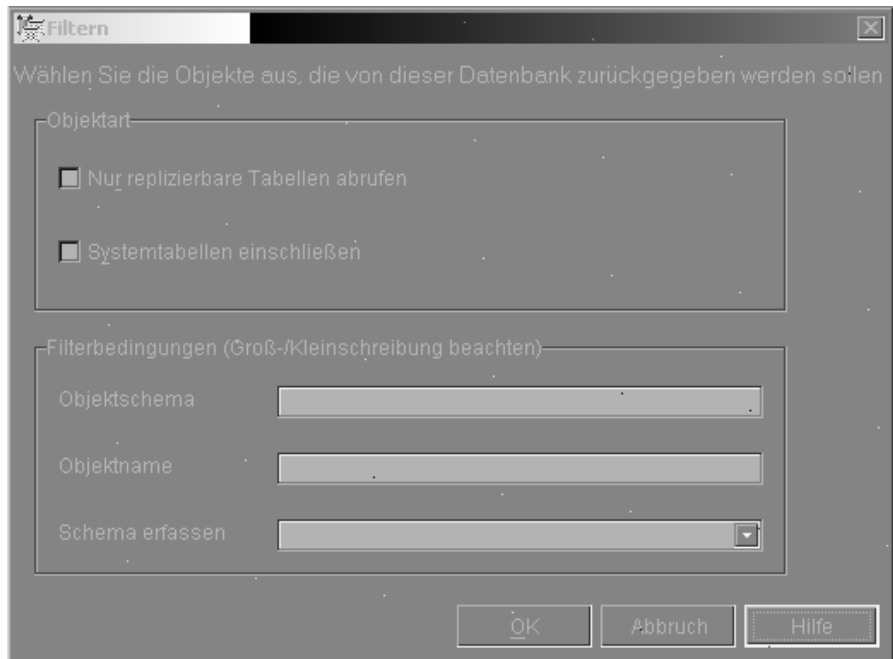 Filtern
Wählen Sie die Objekte aus, die von dieser Datenbank zurückgegeben werden sollen
Objektart
Nur replizierbare Tabellen abrufen
Systemtabellen einschließen
Filterbedingungen (Groß-/Kleinschreibung beachten)
Objektschema
Objektname
Schema erfassen
OK Abbruch Hilfe